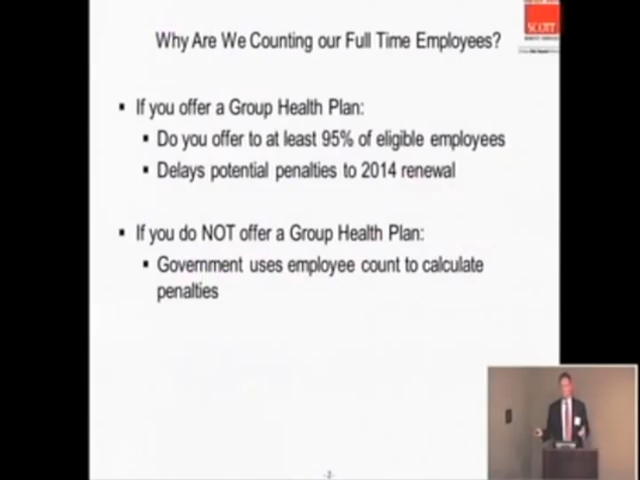 Why Are We Counting our Full Time Employees?
SCOTT
▪ If you offer a Group Health Plan:
▪ Do you offer to at least 95% of eligible employees
▪ Delays potential penalties to 2014 renewal
▪ If you do NOT offer a Group Health Plan:
▪ Government uses employee count to calculate
penalties
-2-